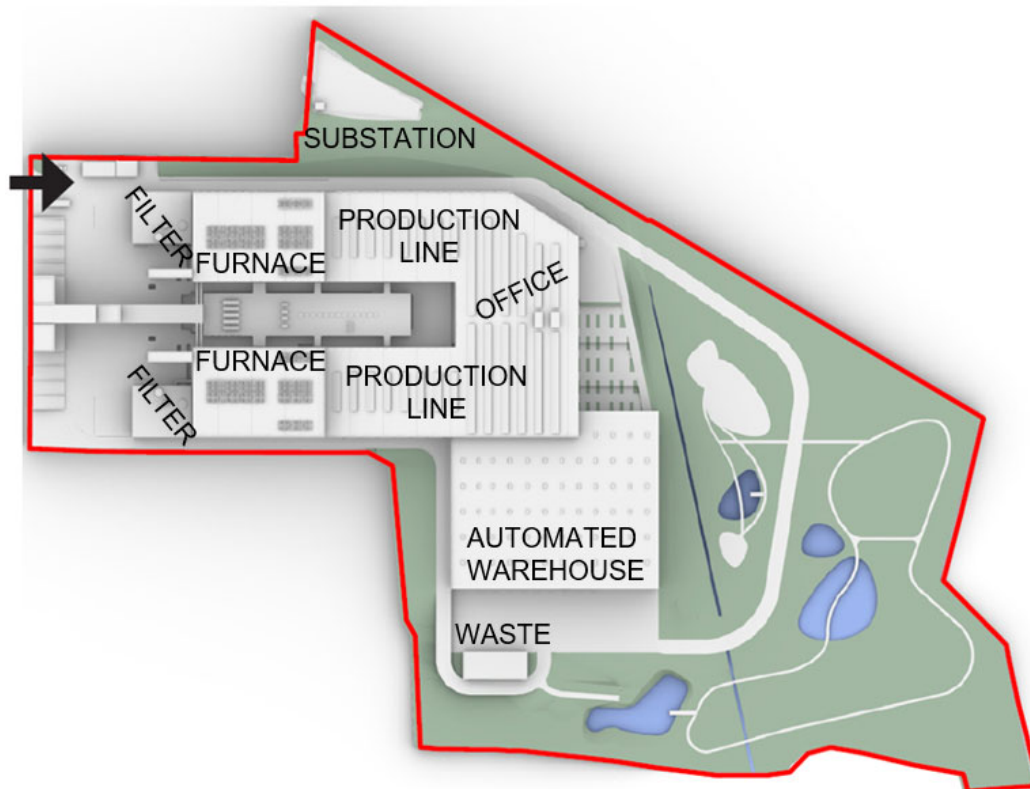 SUBSTATION
FILTER
FURNACE
PRODUCTION
LINE
OFFICE
FURNACE
FILTER
PRODUCTION
LINE
AUTOMATED
WAREHOUSE
WASTE